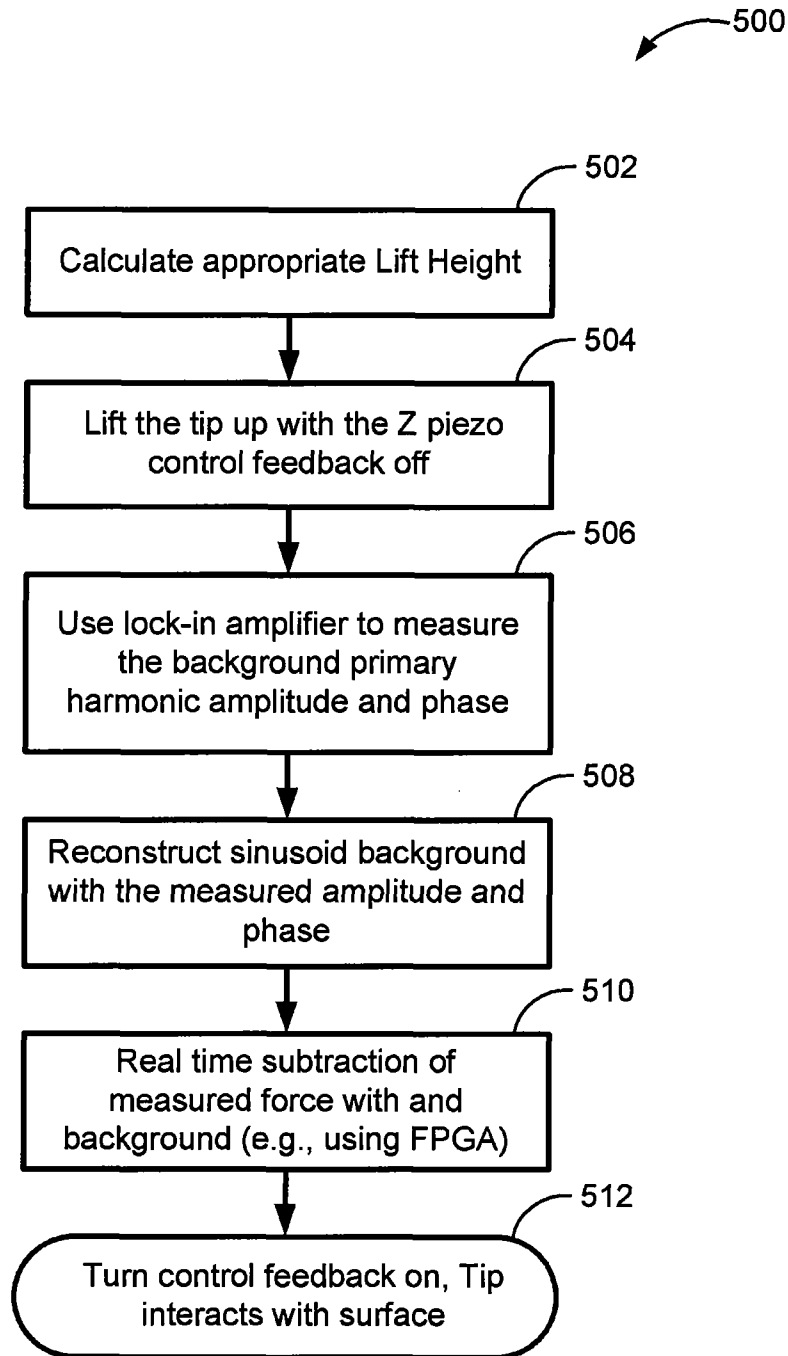 500
502
Calculate appropriate Lift Height
504
Lift the tip up with the Z piezo
control feedback off
506
Use lock-in amplifier to measure
the background primary
harmonic amplitude and phase
508
Reconstruct sinusoid background
with the measured amplitude and
phase
510
Real time subtraction of
measured force with and
background (e.g., using FPGA)
512
Turn control feedback on, Tip
interacts with surface